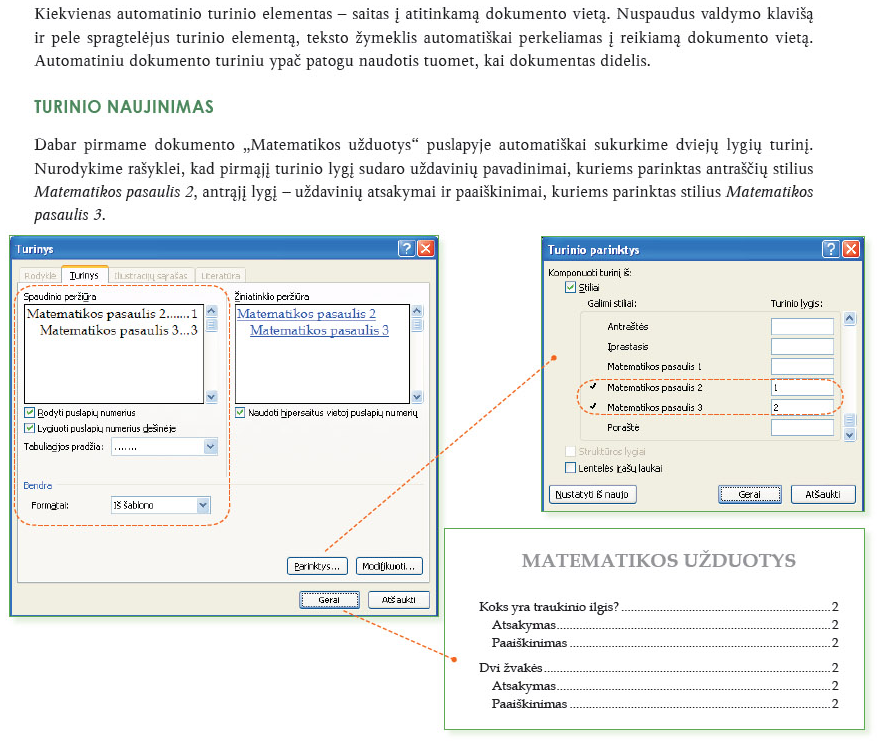 Kiekvienas automatinio turinio elementas – saitas į atitinkamą dokumento vietą. Nuspaudus valdymo klavišą
ir pele spragtelėjus turinio elementą, teksto žymeklis automatiškai perkeliamas į reikiamą dokumento vietą.
Automatiniu dokumento turiniu ypač patogu naudotis tuomet, kai dokumentas didelis.
TURINIO NAUJINIMAS
Dabar pirmame dokumento „Matematikos užduotys“ puslapyje automatiškai sukurkime dviejų lygių turinį.
Nurodykime rašyklei, kad pirmąjį turinio lygį sudaro uždavinių pavadinimai, kuriems parinktas antraščių stilius
Matematikos pasaulis 2, antrąjį lygį – uždavinių atsakymai ir paaiškinimai, kuriems parinktas stilius Matematikos
pasaulis 3.
Turinys
Rodyklė Turinys Iliustracijų sąrašas Literatūra
Spaudinio peržiūra
Matematikos pasaulis 2.......1
Matematikos pasaulis 3...3
Rodyti puslapių numerius
Lygiuoti puslapių numerius dešinėje
Tabuliacijos pradžia: .......
Bendra
Formatai: Iš šablono
Žiniatinklio peržiūra
Matematikos pasaulis 2
Matematikos pasaulis 3
Naudoti hipersaitus vietoj puslapių numerių
Parinktys... Modifikuoti...
Gerai Atšaukti
Turinio parinktys
Komponuoti turinį iš:
Stiliai
Galimi stiliai: Turinio lygis:
Antraštės
Įprastasis
Matematikos pasaulis 1
Matematikos pasaulis 2 1
Matematikos pasaulis 3 2
Poraštė
Struktūros lygiai
Lentelės įrašų laukai
Nustatyti iš naujo Gerai Atšaukti
MATEMATIKOS UŽDUOTYS
Koks yra traukinio ilgis?.......2
Atsakymas.......2
Paaiškinimas.......2
Dvi žvakės.......2
Atsakymas.......2
Paaiškinimas.......2